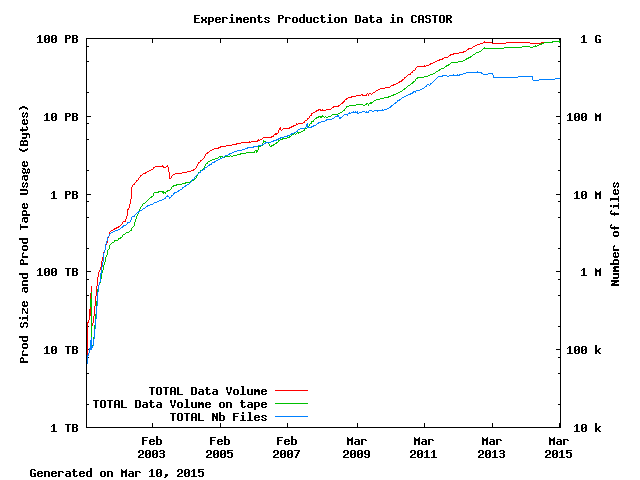 Experiments Production Data in CASTOR
100 PB
10 PB
1 PB
100 TB
10 TB
1 TB
Prod Size and Prod Tape Usage (Bytes)
1 G
100 M
10 M
1 M
100 k
10 k
Number of files
TOTAL Data Volume
TOTAL Data Volume on tape
TOTAL Nb Files
Feb Feb Feb Mar Mar Mar Mar
2003 2005 2007 2009 2011 2013 2015
Generated on Mar 10, 2015